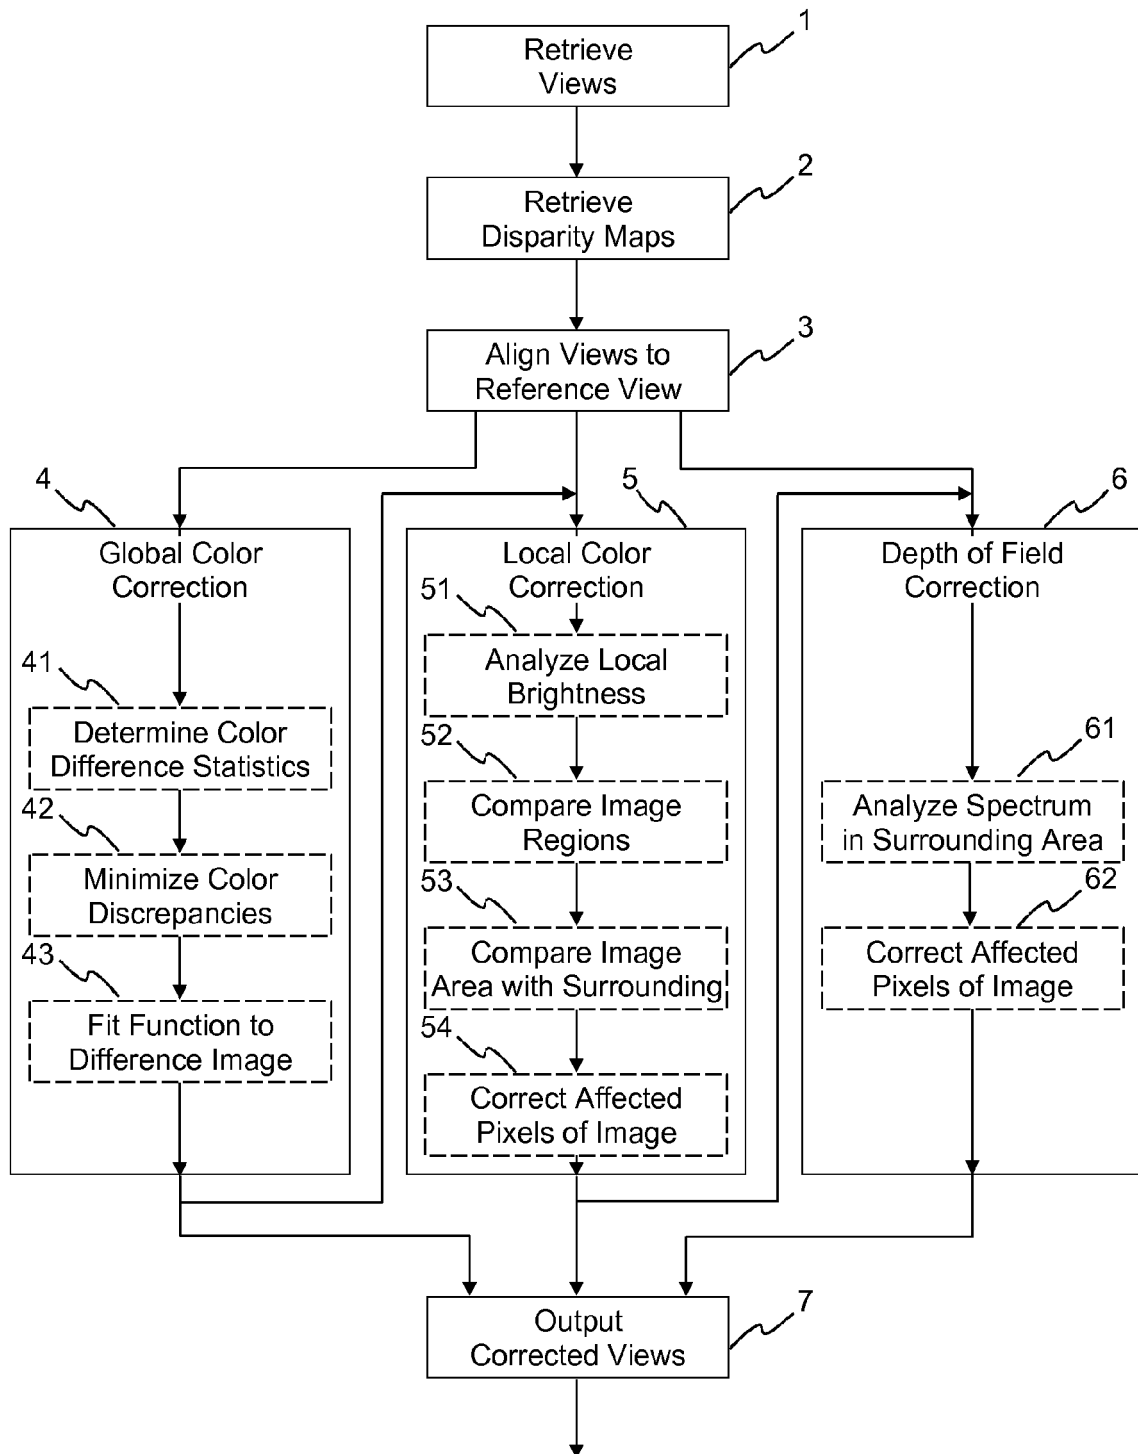 1
Retrieve
Views
2
Retrieve
Disparity Maps
3
Align Views to
Reference View
4
Global Color
Correction
41
Determine Color
Difference Statistics
42
Minimize Color
Discrepancies
43
Fit Function to
Difference Image
5
Local Color
Correction
51
Analyze Local
Brightness
52
Compare Image
Regions
53
Compare Image
Area with Surrounding
54
Correct Affected
Pixels of Image
6
Depth of Field
Correction
61
Analyze Spectrum
in Surrounding Area
62
Correct Affected
Pixels of Image
7
Output
Corrected Views